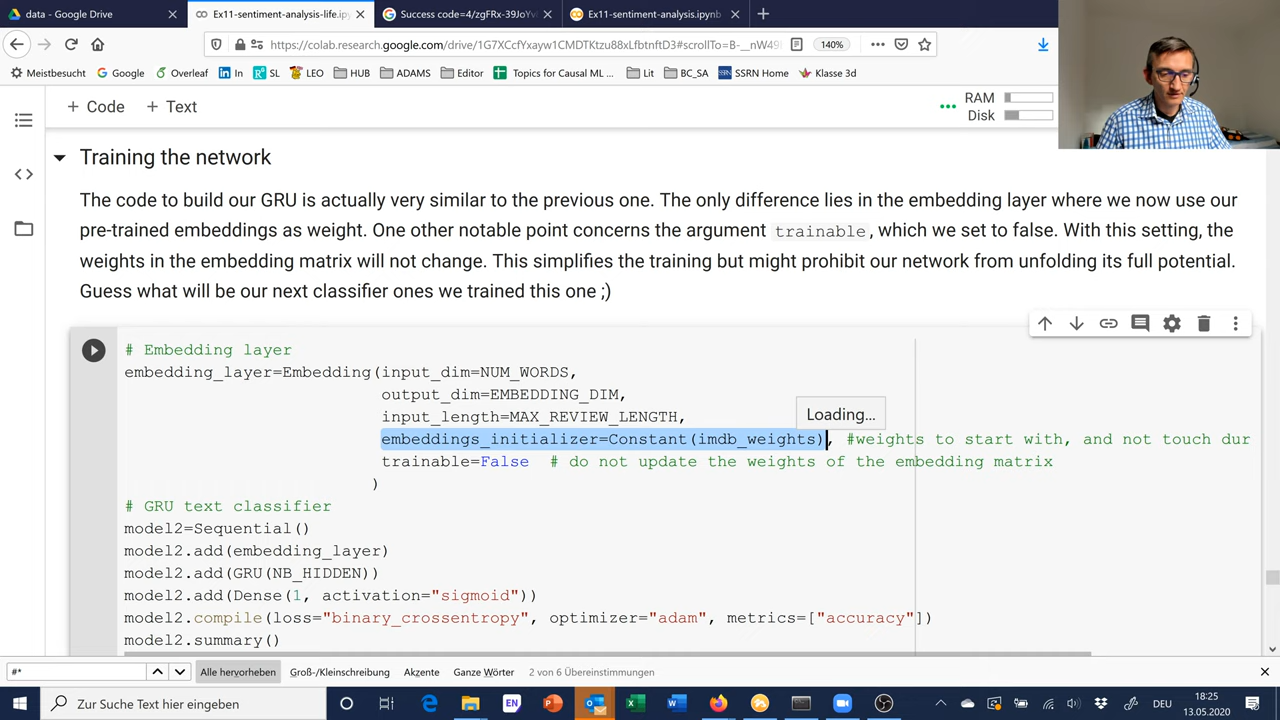 data - Google Drive
Ex11-sentiment-analysis-life.ipy
Success code=4/zgFRx-39JoYv
Ex11-sentiment-analysis.ipynb
https://colab.research.google.com/drive/1G7XCcfYxayw1CMDTKtzu88xLfbtnftD3#scrollTo=B-__nW49
140%
Meistbesucht
Google
Overleaf
In
SL
LEO
HUB
ADAMS
Editor
Topics for Causal ML ...
Lit
BC_SA
SSRN Home
Klasse 3d
+ Code
+ Text
RAM
Disk
Training the network
The code to build our GRU is actually very similar to the previous one. The only difference lies in the embedding layer where we now use our
pre-trained embeddings as weight. One other notable point concerns the argument trainable, which we set to false. With this setting, the
weights in the embedding matrix will not change. This simplifies the training but might prohibit our network from unfolding its full potential.
Guess what will be our next classifier ones we trained this one ;)
# Embedding layer
embedding_layer=Embedding(input_dim=NUM_WORDS,
output_dim=EMBEDDING_DIM,
input_length=MAX_REVIEW_LENGTH,
Loading...
embeddings_initializer=Constant(imdb_weights), #weights to start with, and not touch dur
trainable=False # do not update the weights of the embedding matrix
)
# GRU text classifier
model2=Sequential()
model2.add(embedding_layer)
model2.add(GRU(NB_HIDDEN))
model2.add(Dense(1, activation="sigmoid"))
model2.compile(loss="binary_crossentropy", optimizer="adam", metrics=["accuracy"])
model2.summary()
#*
Alle hervorheben
Groß-/Kleinschreibung
Akzente
Ganze Wörter
2 von 6 Übereinstimmungen
Zur Suche Text hier eingeben
EN
DEU
18:25
13.05.2020